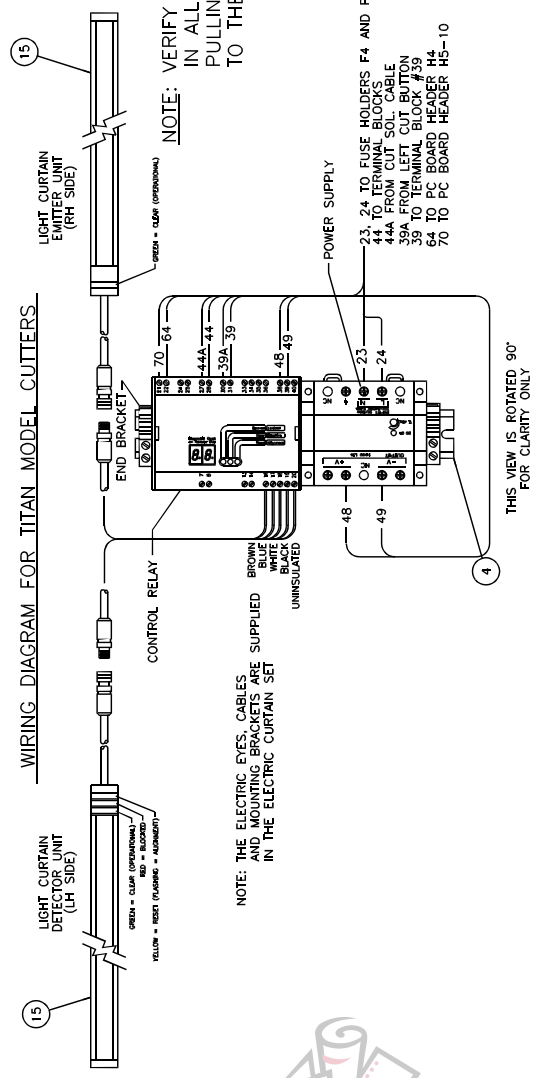 WIRING DIAGRAM FOR TITAN MODEL CUTTERS
15
LIGHT CURTAIN
DETECTOR UNIT
(LH SIDE)
GREEN = CLEAR (OPERATIONAL)
RED = BLOCKED
YELLOW = RESET (FLASHING = ALIGNMENT)
LIGHT CURTAIN
EMITTER UNIT
(RH SIDE)
GREEN = CLEAR (OPERATIONAL)
15
NOTE: VERIFY
IN ALL
PULLIN
TO THE
END BRACKET
CONTROL RELAY
BROWN
BLUE
WHITE
BLACK
UNINSULATED
70
64
44A
44
39A
39
48
49
NOTE: THE ELECTRIC EYES, CABLES
AND MOUNTING BRACKETS ARE SUPPLIED
IN THE ELECTRIC CURTAIN SET
48
49
23
24
POWER SUPPLY
23, 24 TO FUSE HOLDERS F4 AND F
44 TO TERMINAL BLOCKS
44A FROM CUT SOL. CABLE
39A FROM LEFT CUT BUTTON
39 TO TERMINAL BLOCK #39
64 TO PC BOARD HEADER H4
70 TO PC BOARD HEADER H5-10
4
THIS VIEW IS ROTATED 90°
FOR CLARITY ONLY